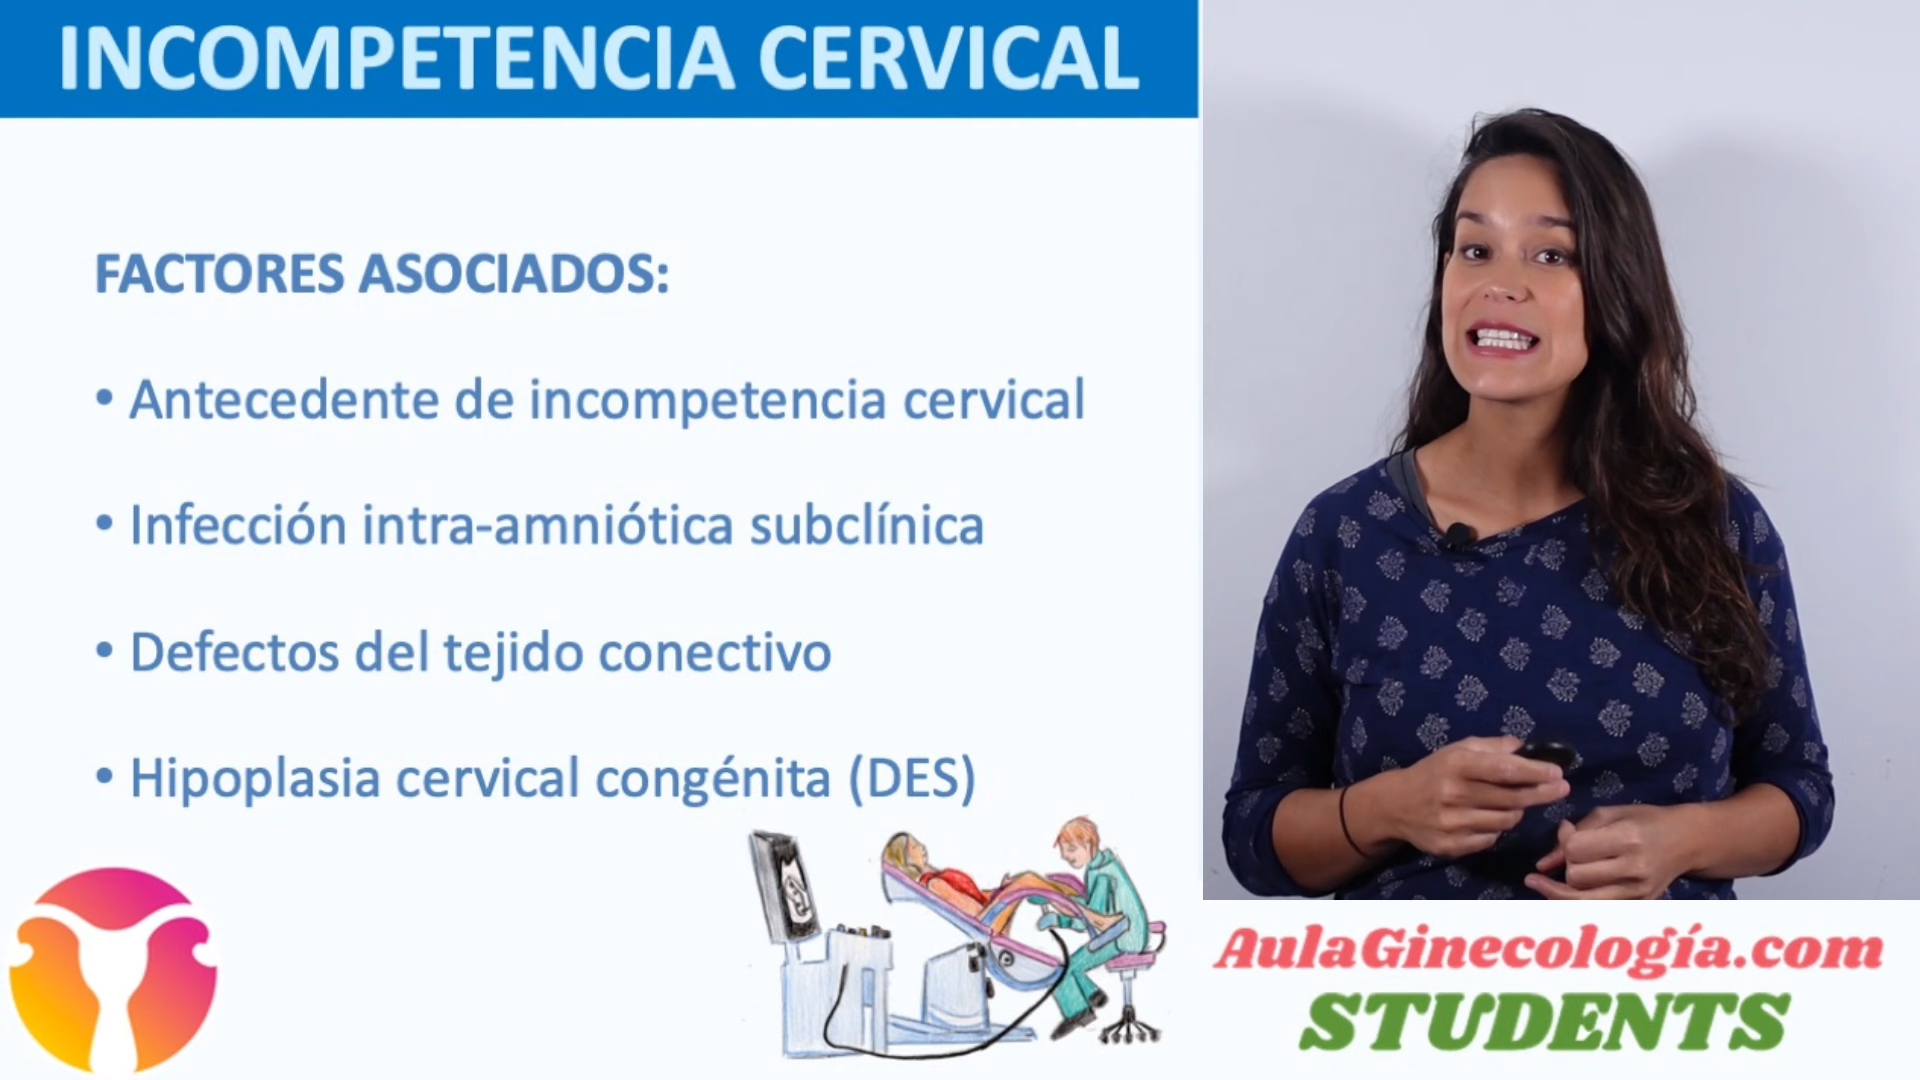 INCOMPETENCIA CERVICAL
FACTORES ASOCIADOS:
• Antecedente de incompetencia cervical
• Infección intra-amniótica subclínica
• Defectos del tejido conectivo
• Hipoplasia cervical congénita (DES)
AulaGinecología.com
STUDENTS